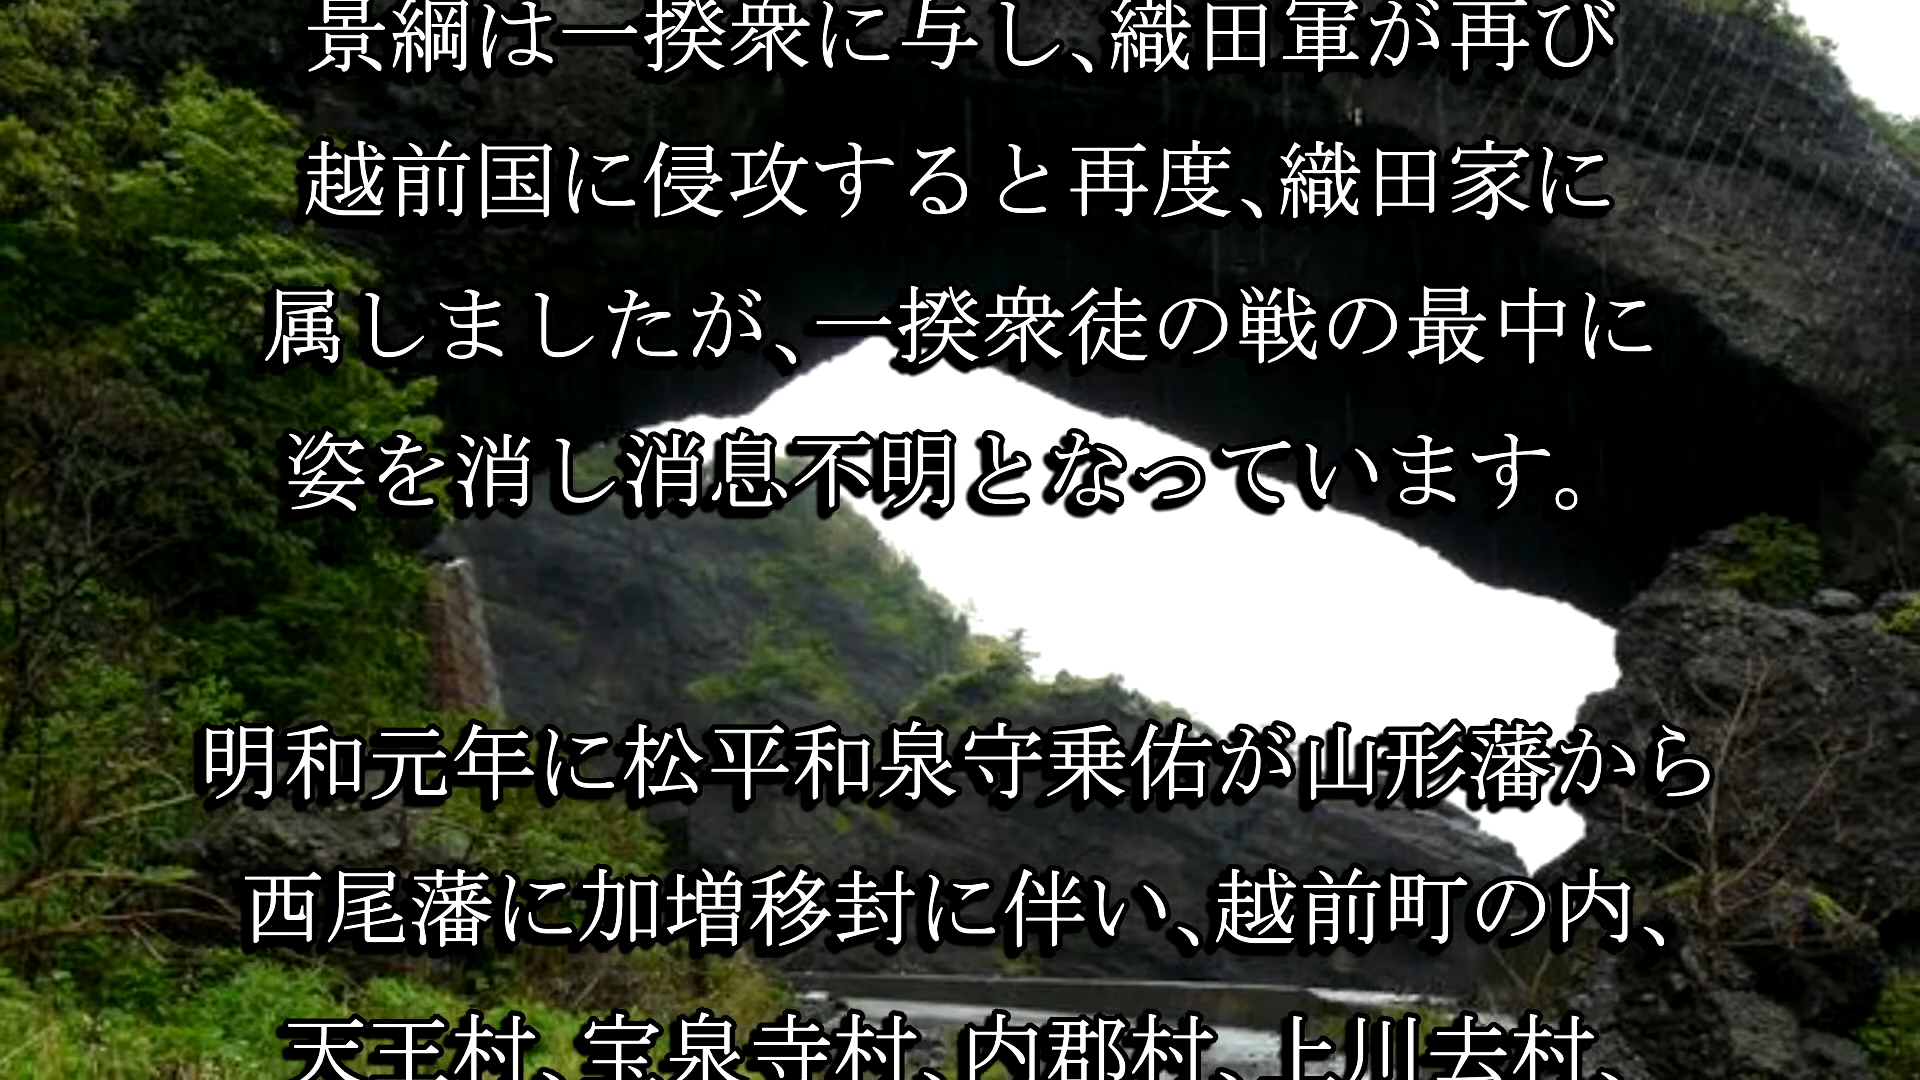 景綱は一揆衆に与し、織田軍が再び
越前国に侵攻すると再度、織田家に
属しましたが、一揆衆徒の戦の最中に
姿を消し消息不明となっています。
明和元年に松平和泉守乗佑が山形藩から
西尾藩に加増移封に伴い、越前町の内、
天王村、宝泉寺村、内郡村、上川去村、